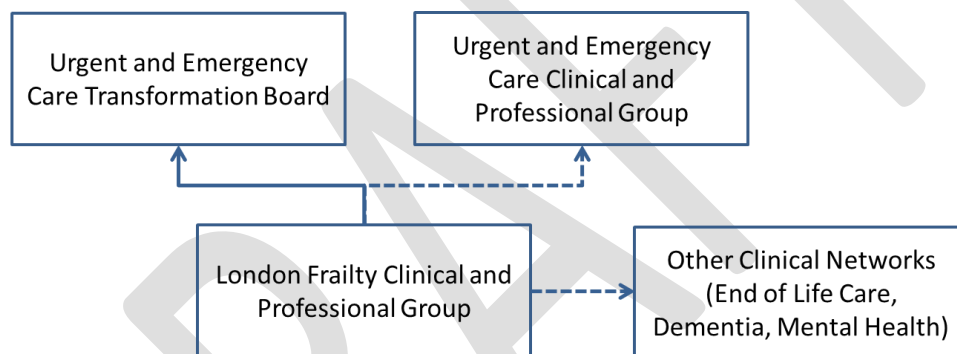 Urgent and Emergency
Care Transformation Board
Urgent and Emergency
Care Clinical and
Professional Group
London Frailty Clinical and
Professional Group
Other Clinical Networks
(End of Life Care,
Dementia, Mental Health)
DRAFT